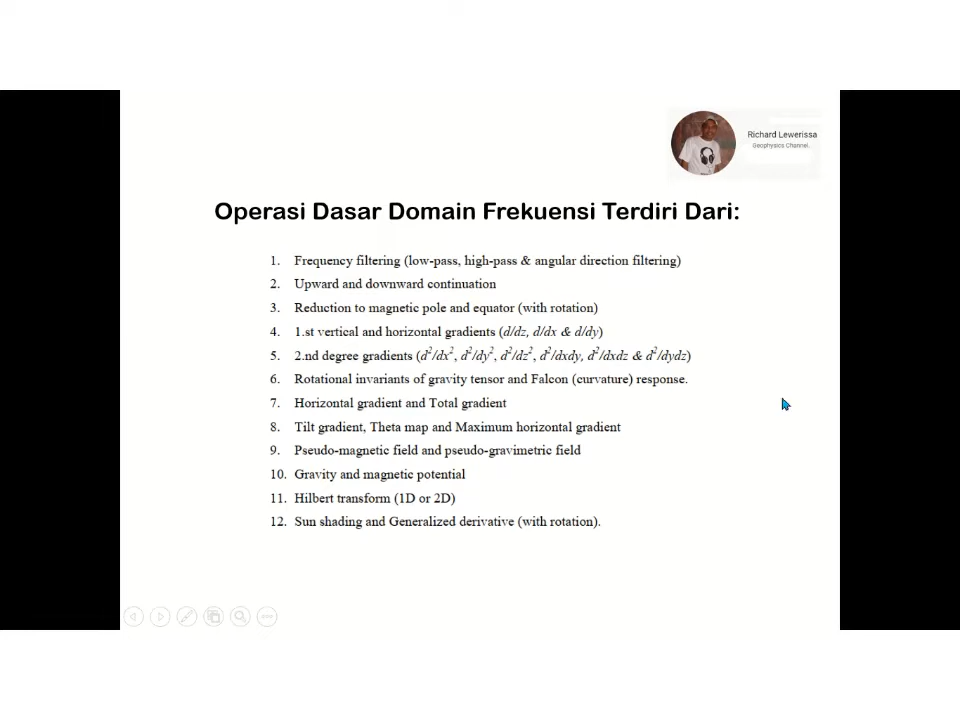 Richard Lewerissa
Geophysics Channel.
Operasi Dasar Domain Frekuensi Terdiri Dari:
1. Frequency filtering (low-pass, high-pass & angular direction filtering)
2. Upward and downward continuation
3. Reduction to magnetic pole and equator (with rotation)
4. 1.st vertical and horizontal gradients (d/dz, d/dx & d/dy)
5. 2.nd degree gradients (d²/dx², d²/dy², d²/dz², d²/dxdy, d²/dxdz & d²/dydz)
6. Rotational invariants of gravity tensor and Falcon (curvature) response.
7. Horizontal gradient and Total gradient
8. Tilt gradient, Theta map and Maximum horizontal gradient
9. Pseudo-magnetic field and pseudo-gravimetric field
10. Gravity and magnetic potential
11. Hilbert transform (1D or 2D)
12. Sun shading and Generalized derivative (with rotation).